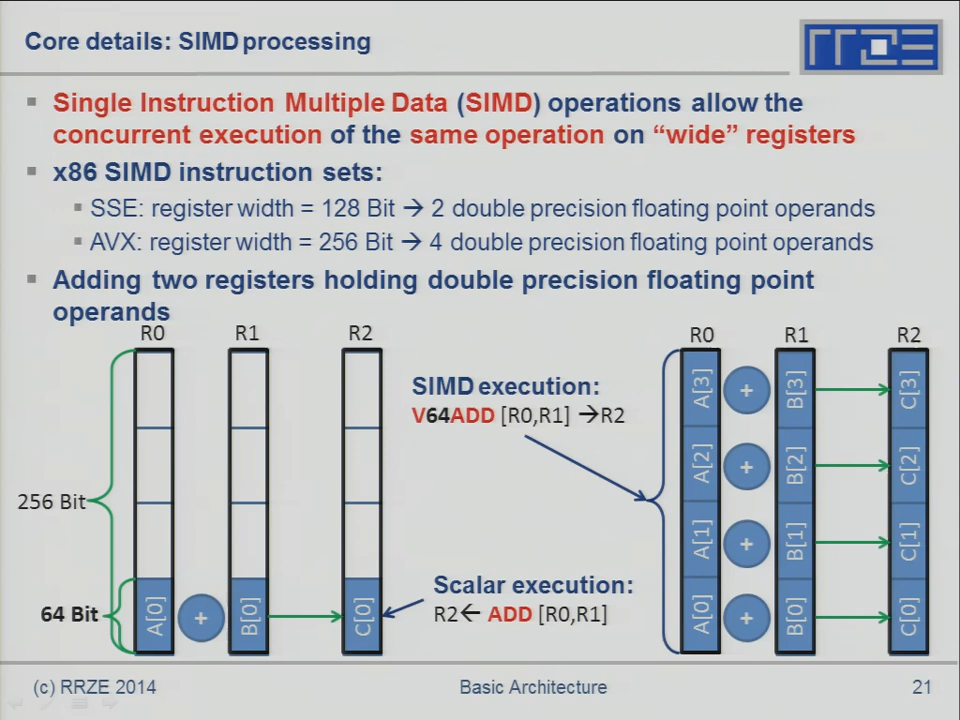 Core details: SIMD processing
RRZE
▪ Single Instruction Multiple Data (SIMD) operations allow the
concurrent execution of the same operation on “wide” registers
▪ x86 SIMD instruction sets:
▪ SSE: register width = 128 Bit → 2 double precision floating point operands
▪ AVX: register width = 256 Bit → 4 double precision floating point operands
▪ Adding two registers holding double precision floating point
operands
R0 R1 R2
256 Bit
64 Bit
A[0] + B[0] C[0]
SIMD execution:
V64ADD [R0,R1] →R2
Scalar execution:
R2← ADD [R0,R1]
R0 R1 R2
A[3] + B[3] C[3]
A[2] + B[2] C[2]
A[1] + B[1] C[1]
A[0] + B[0] C[0]
(c) RRZE 2014 Basic Architecture 21